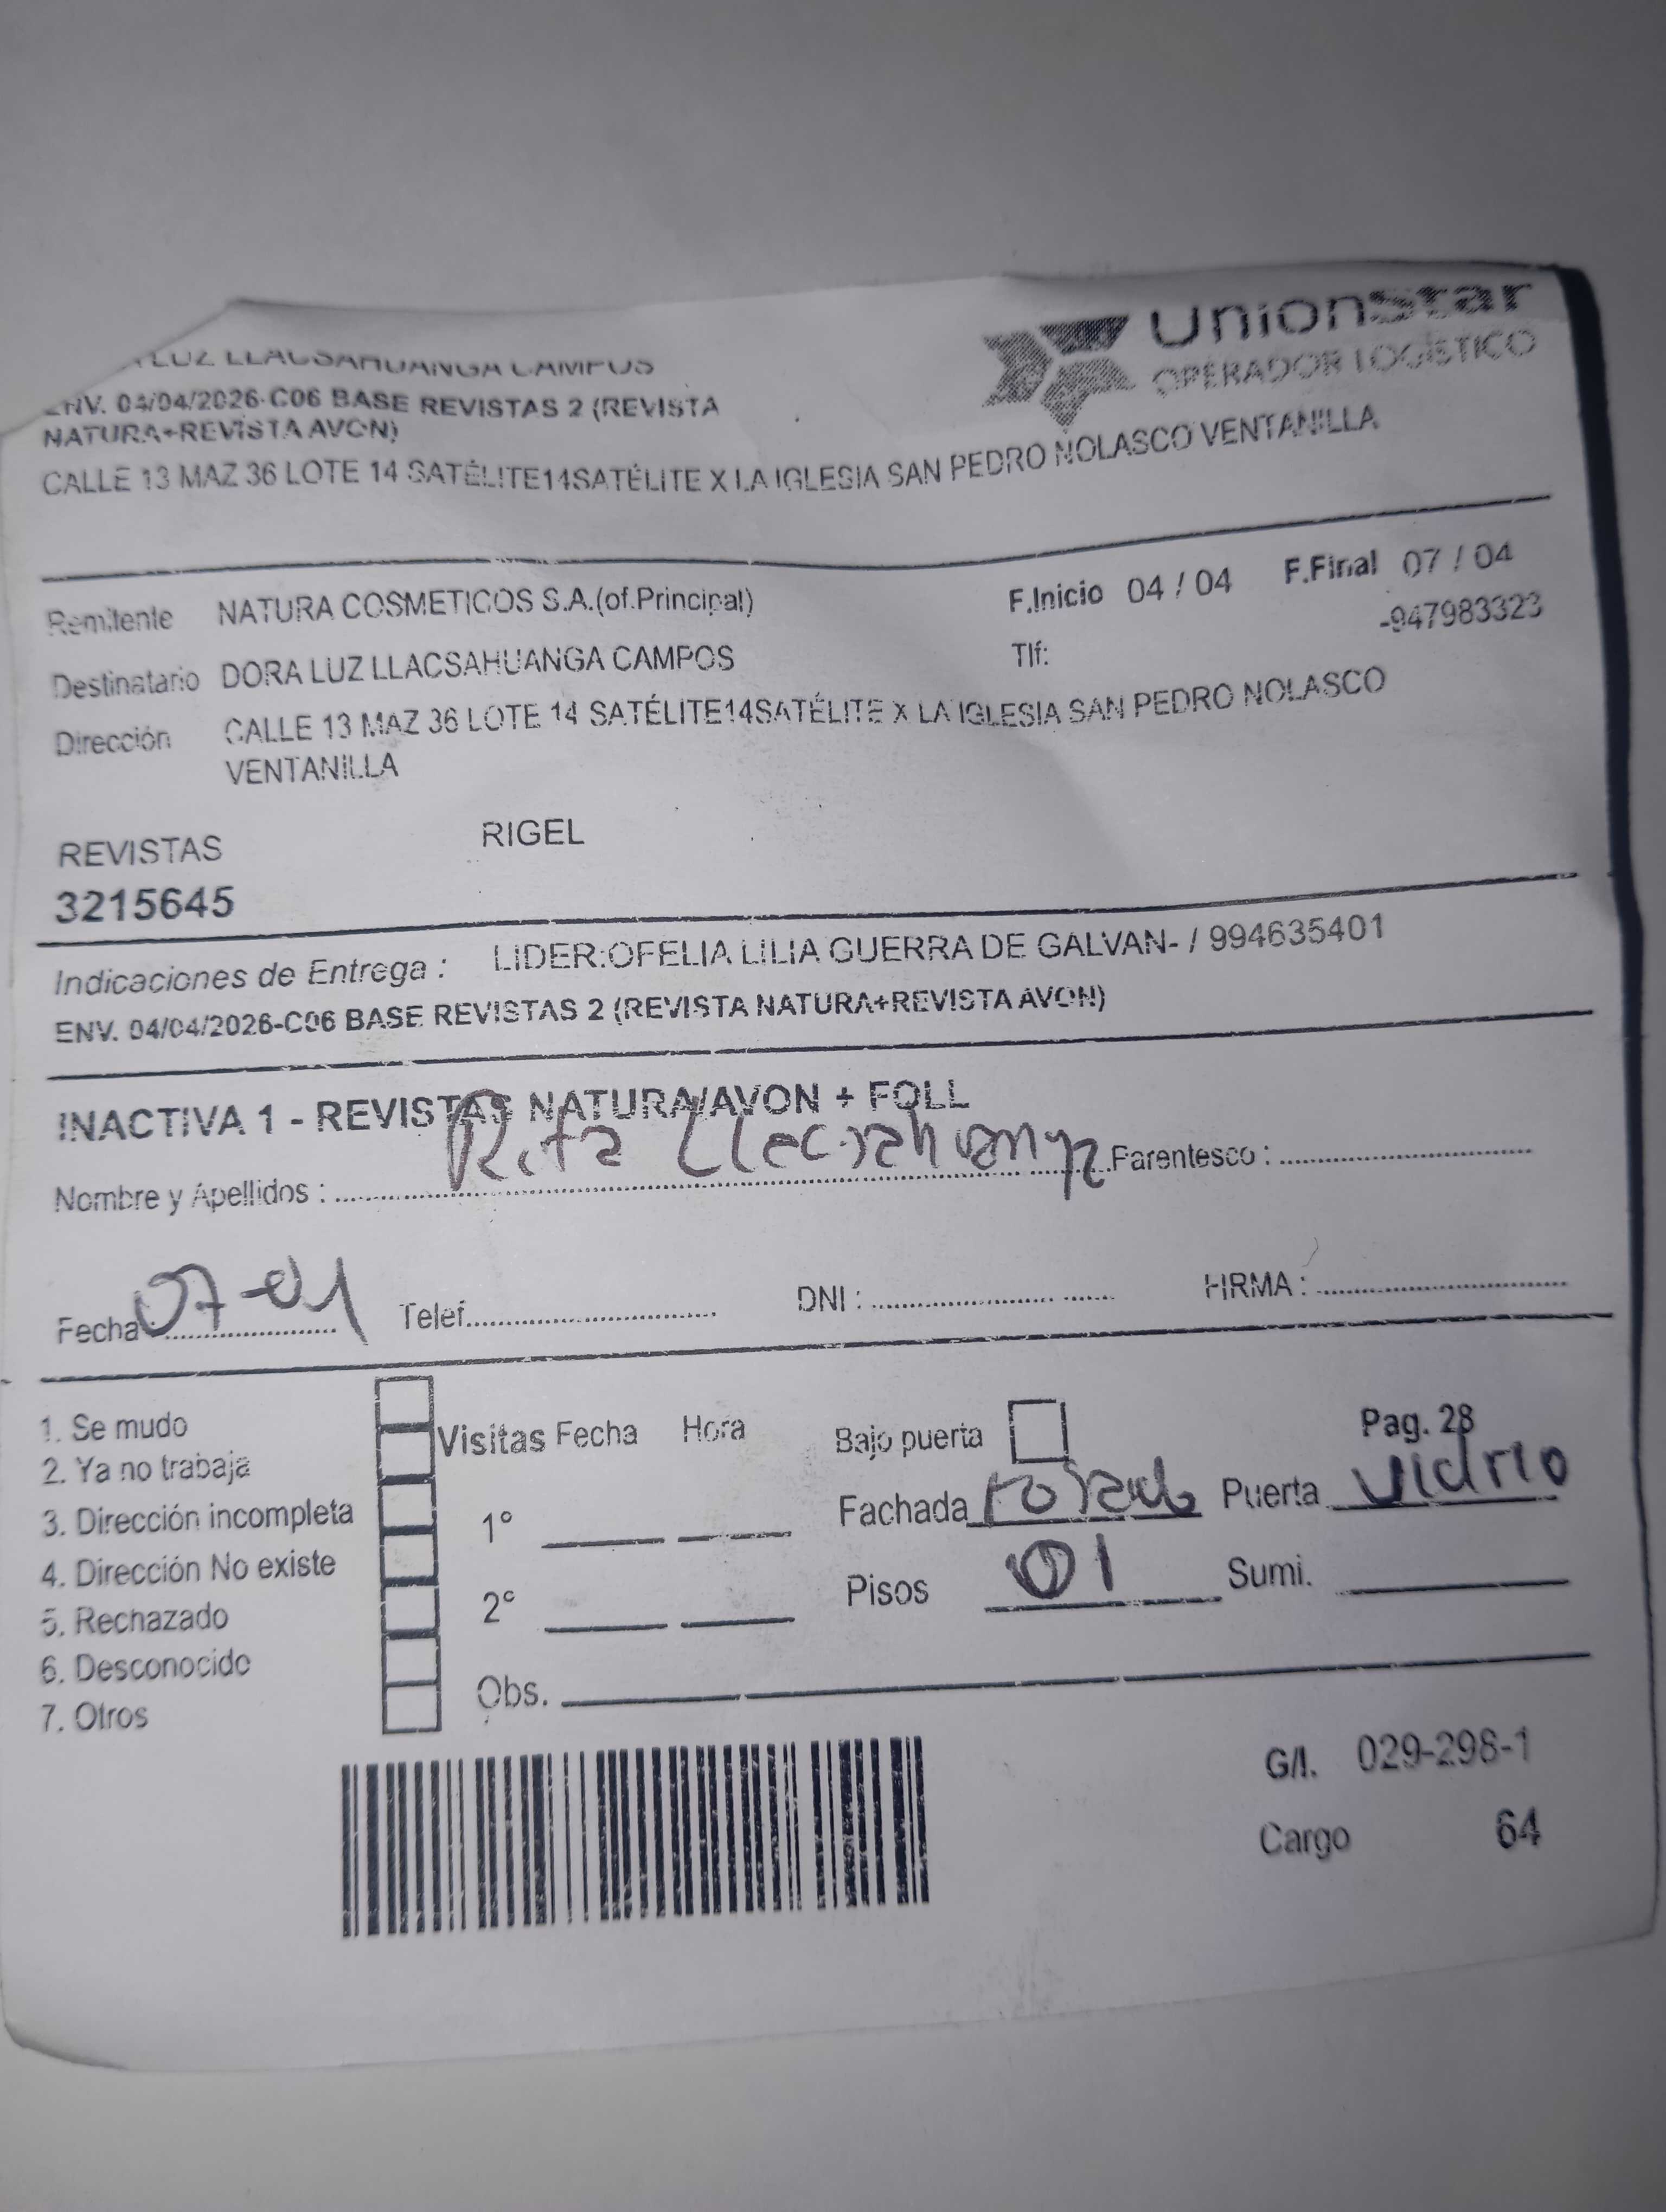 LUZ LLACSAHUANGA CAMPOS
unionstar
OPERADOR LOGÍSTICO
ENV. 04/04/2026-C06 BASE REVISTAS 2 (REVISTA
NATURA+REVISTA AVON)
CALLE 13 MAZ 36 LOTE 14 SATÉLITE14SATÉLITE X LA IGLESIA SAN PEDRO NOLASCO VENTANILLA
Remitente NATURA COSMETICOS S.A.(of.Principal) F.Inicio 04 / 04 F.Final 07 / 04
Destinatario DORA LUZ LLACSAHUANGA CAMPOS Tlf: -947983323
Dirección CALLE 13 MAZ 36 LOTE 14 SATÉLITE14SATÉLITE X LA IGLESIA SAN PEDRO NOLASCO
VENTANILLA
REVISTAS RIGEL
3215645
Indicaciones de Entrega : LIDER:OFELIA LILIA GUERRA DE GALVAN- / 994635401
ENV. 04/04/2026-C06 BASE REVISTAS 2 (REVISTA NATURA+REVISTA AVON)
INACTIVA 1 - REVISTAS NATURA/AVON + FOLL
Nombre y Apellidos : Rita Llacsahuanga Parentesco :
Fecha 07-04 Telef. DNI : FIRMA :
1. Se mudo
2. Ya no trabaja
3. Dirección incompleta
4. Dirección No existe
5. Rechazado
6. Desconocido
7. Otros
Visitas Fecha Hora
1°
2°
Obs.
Bajo puerta Pag. 28
Fachada rosado Puerta vidrio
Pisos 01 Sumi.
G/I. 029-298-1
Cargo 64